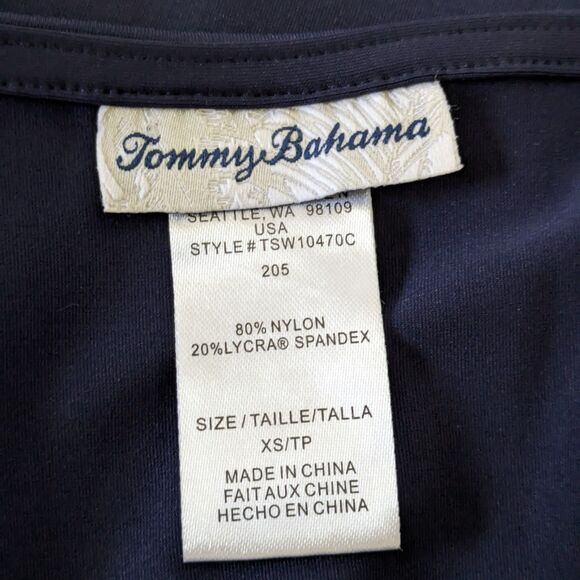 Tommy Bahama
SEATTLE, WA 98109
USA
STYLE#TSW10470C
205
80% NYLON
20%LYCRA® SPANDEX
SIZE/TAILLE/TALLA
XS/TP
MADE IN CHINA
FAIT AUX CHINE
HECHO EN CHINA